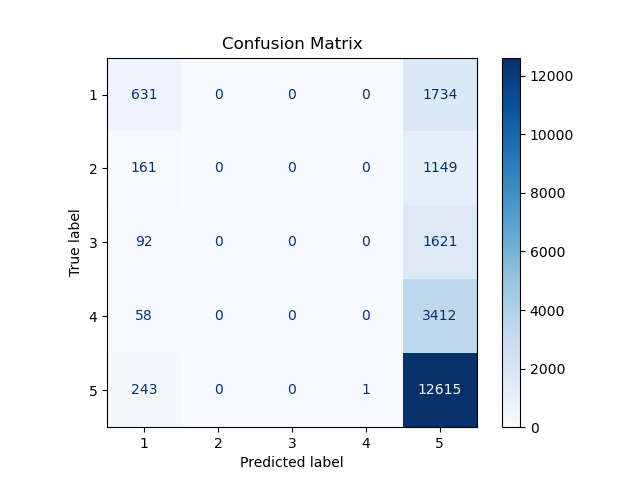 Confusion Matrix
1 631 0 0 0 1734
2 161 0 0 0 1149
3 92 0 0 0 1621
4 58 0 0 0 3412
5 243 0 0 1 12615
1 2 3 4 5
Predicted label
True label
12000
10000
8000
6000
4000
2000
0